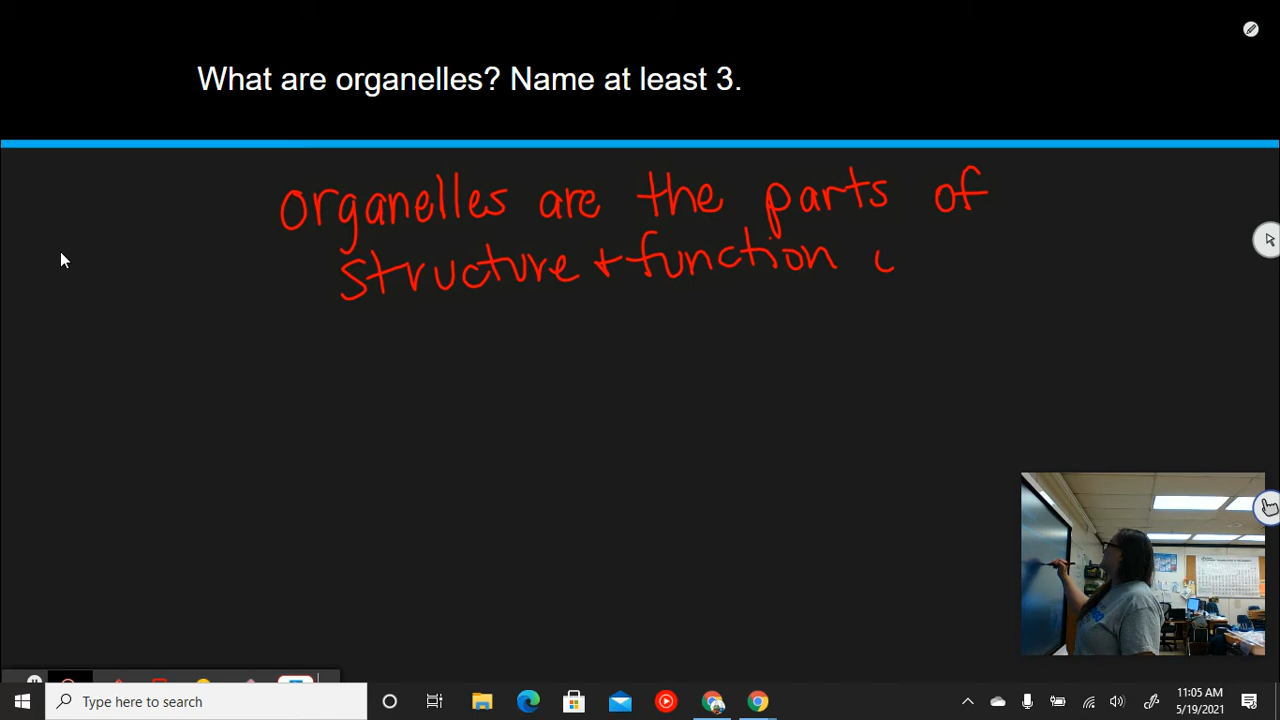 What are organelles? Name at least 3.
organelles are the parts of
structure + function
Type here to search
11:05 AM
5/19/2021